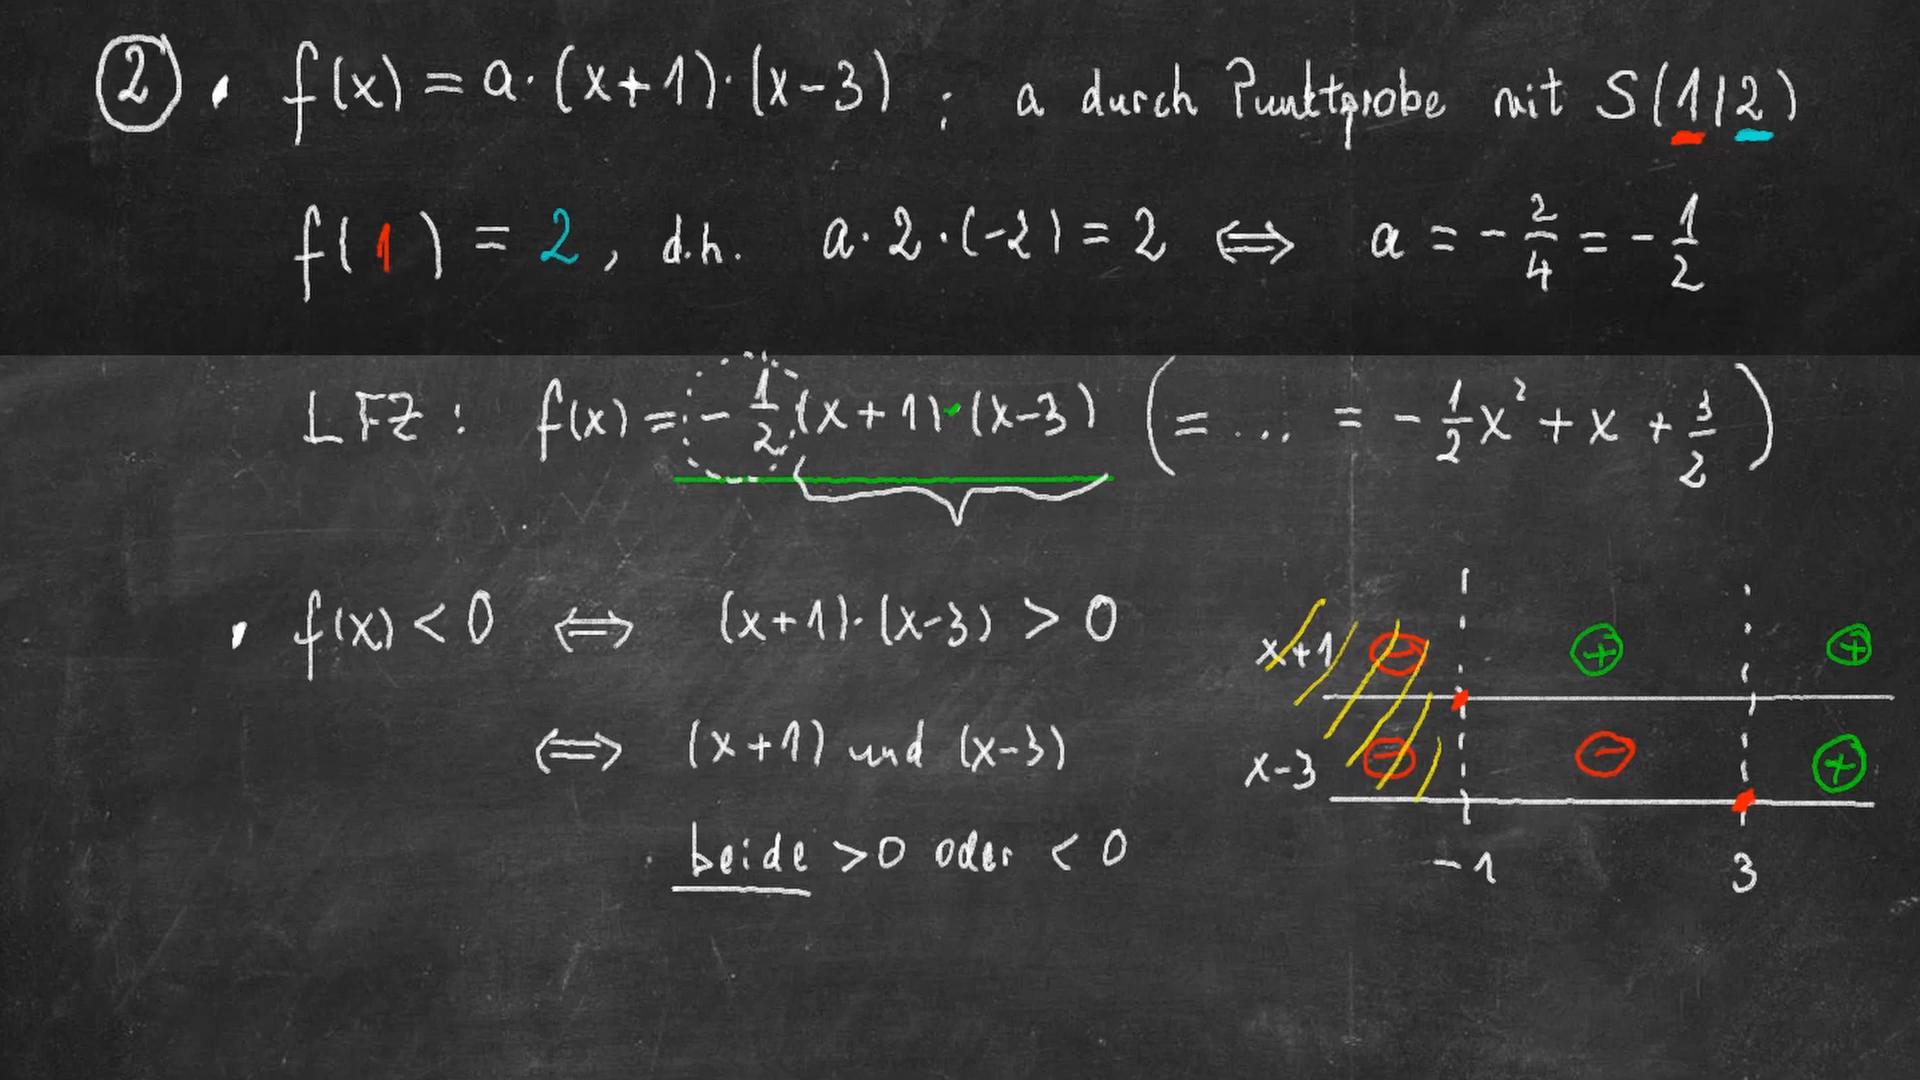 ② • f(x) = a·(x+1)·(x-3) ; a durch Punktprobe mit S(1|2)
f(1) = 2, d.h. a·2·(-2) = 2 ⟺ a = -2/4 = -1/2
LFZ : f(x) = -1/2 (x+1)·(x-3) (= ... = -1/2 x² + x + 3/2)
• f(x) < 0 ⟺ (x+1)·(x-3) > 0
⟺ (x+1) und (x-3)
beide > 0 oder < 0
x+1 - + +
x-3 - - +
-1 3